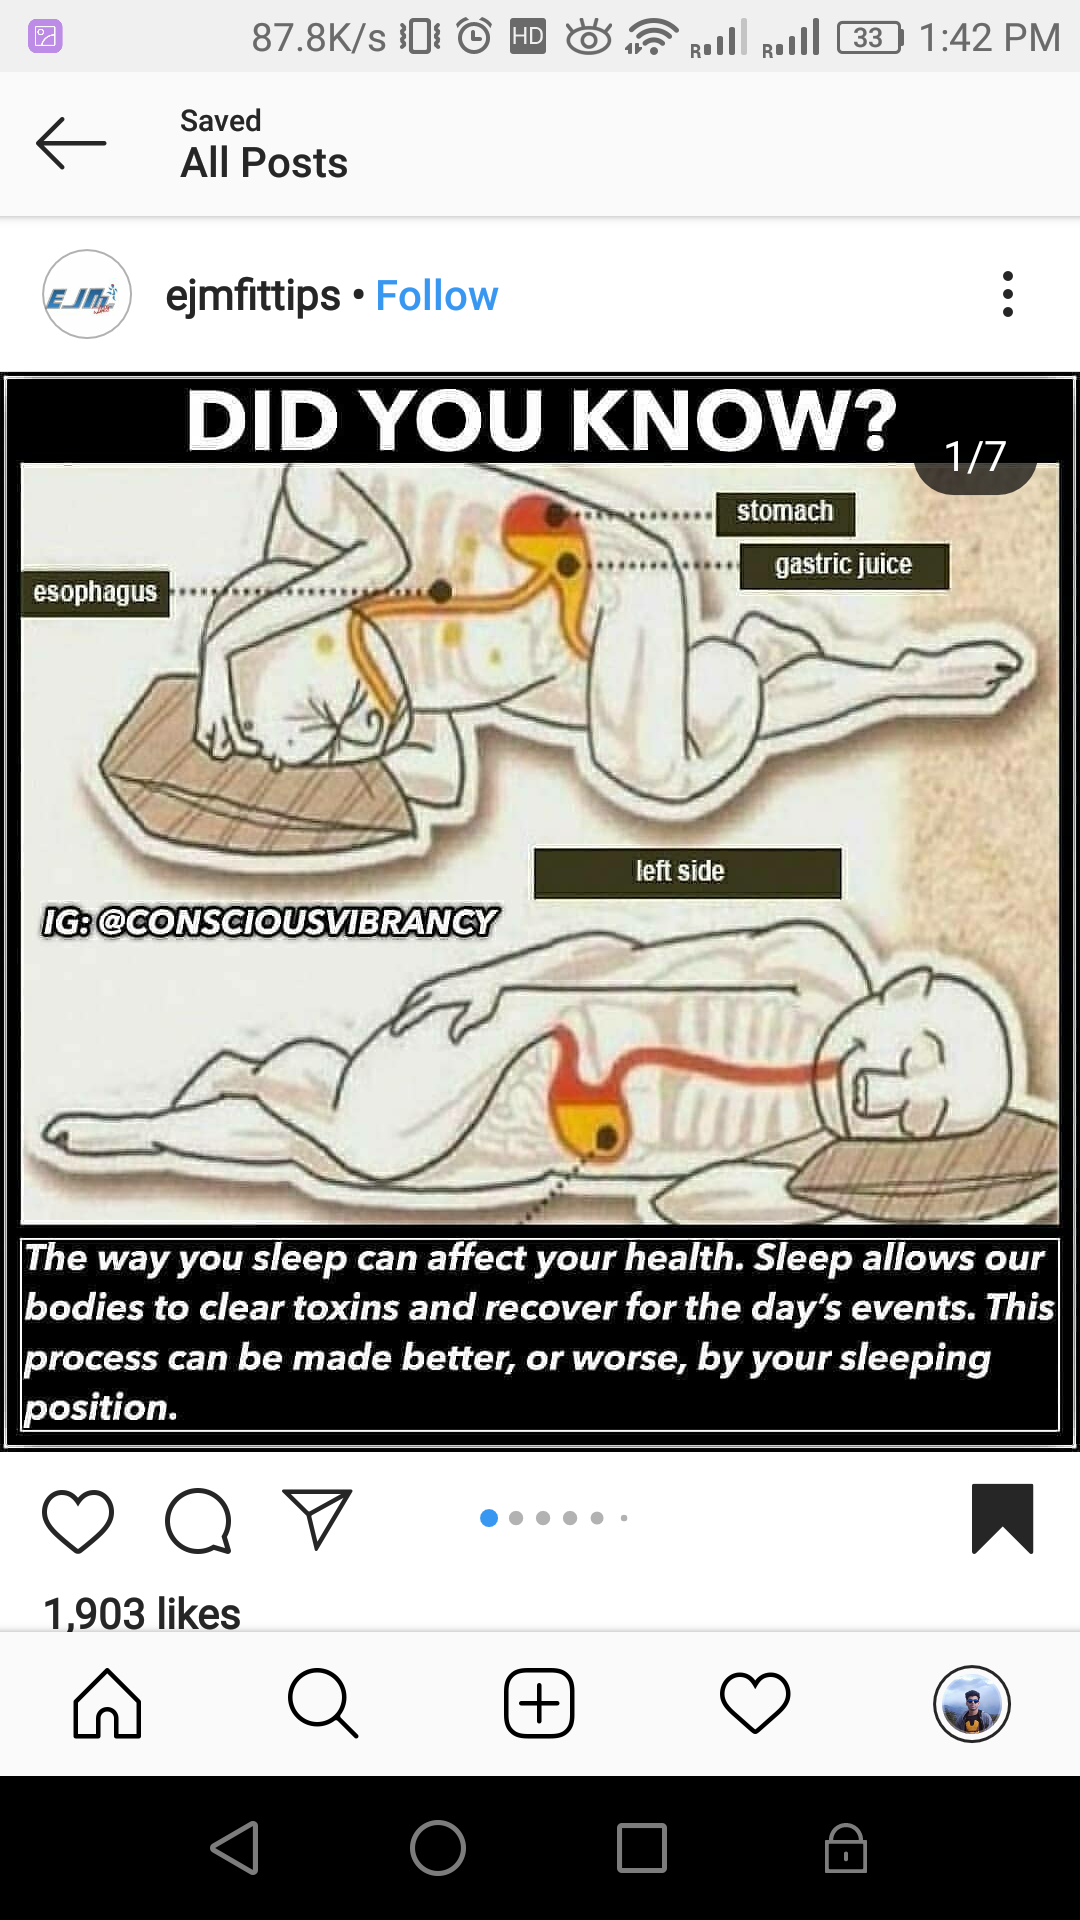 87.8K/s HD R R 33 1:42 PM
Saved
All Posts
EJM
ejmfittips • Follow
DID YOU KNOW?
1/7
stomach
gastric juice
esophagus
left side
IG: @CONSCIOUSVIBRANCY
The way you sleep can affect your health. Sleep allows our
bodies to clear toxins and recover for the day's events. This
process can be made better, or worse, by your sleeping
position.
1,903 likes